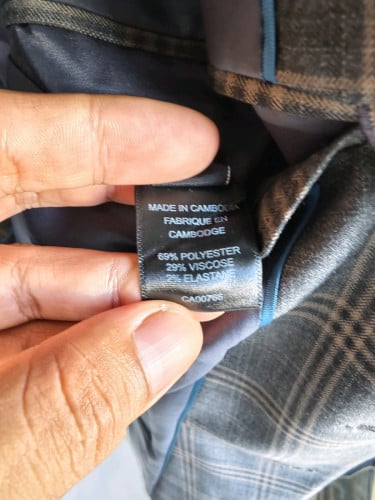 MADE IN CAMBODIA
FABRIQUE EN
CAMBODGE
69% POLYESTER
29% VISCOSE
2% ELASTANE
CA00766